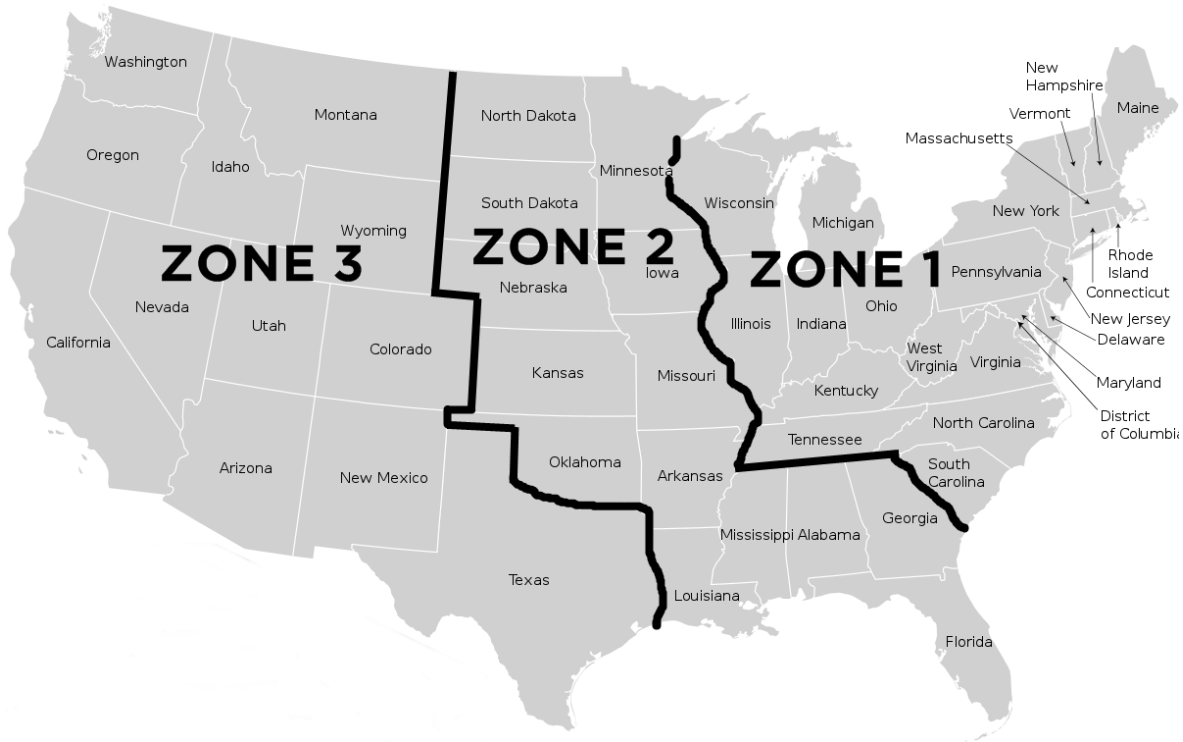 Washington
Montana
North Dakota
Minnesota
Oregon
Idaho
Wyoming
South Dakota
Wisconsin
Michigan
New
Hampshire
Vermont
Massachusetts
Maine
New York
ZONE 3
ZONE 2
ZONE 1
Nebraska
Iowa
Pennsylvania
Rhode
Island
Connecticut
Nevada
Utah
Colorado
California
Kansas
Missouri
Illinois
Indiana
Ohio
West
Virginia
Virginia
Kentucky
New Jersey
Delaware
Maryland
District
of Columbia
Arizona
New Mexico
Oklahoma
Arkansas
Tennessee
North Carolina
South
Carolina
Georgia
Mississippi
Alabama
Texas
Louisiana
Florida